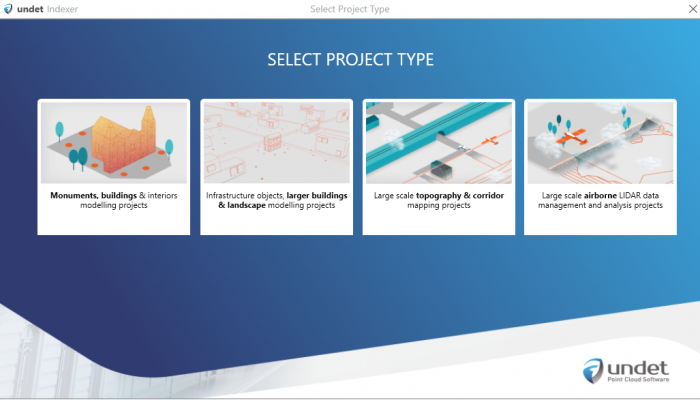 undet Indexer
Select Project Type
SELECT PROJECT TYPE
Monuments, buildings & interiors
modelling projects
Infrastructure objects, larger buildings
& landscape modelling projects
Large scale topography & corridor
mapping projects
Large scale airborne LIDAR data
management and analysis projects
undet
Point Cloud Software